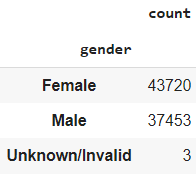 count
gender
Female 43720
Male 37453
Unknown/Invalid 3